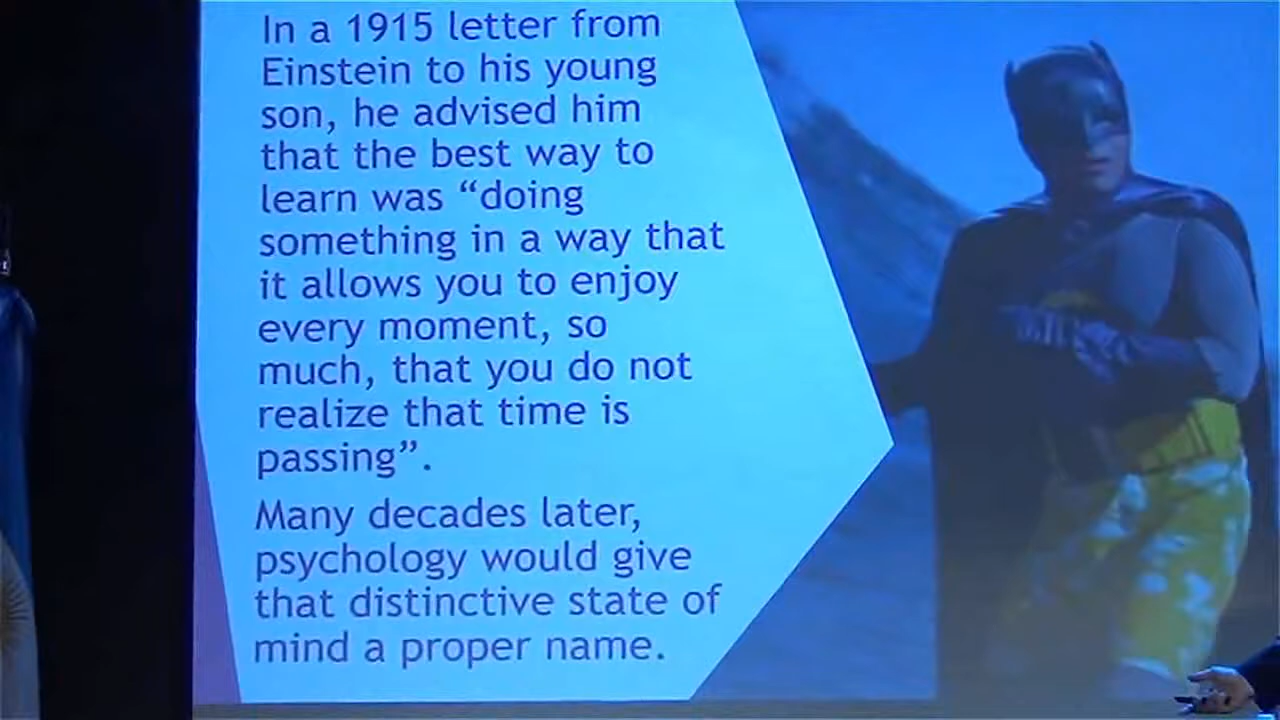 In a 1915 letter from
Einstein to his young
son, he advised him
that the best way to
learn was “doing
something in a way that
it allows you to enjoy
every moment, so
much, that you do not
realize that time is
passing”.
Many decades later,
psychology would give
that distinctive state of
mind a proper name.